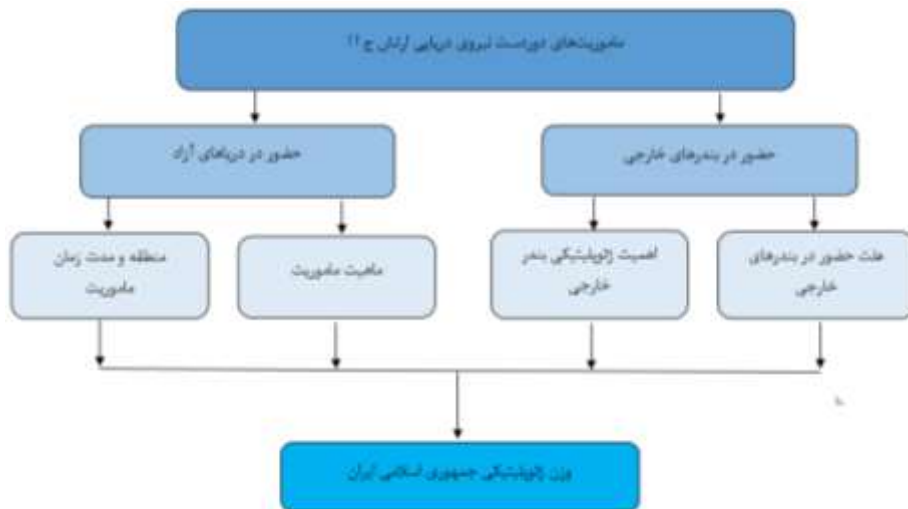 ماموریت‌های دوردست نیروی دریایی ارتش ج ا ا
حضور در بندرهای خارجی
حضور در دریاهای آزاد
علت حضور در بندرهای
خارجی
اهمیت ژئوپلیتیکی بندر
خارجی
ماهیت ماموریت
منطقه و مدت زمان
ماموریت
وزن ژئوپلیتیکی جمهوری اسلامی ایران